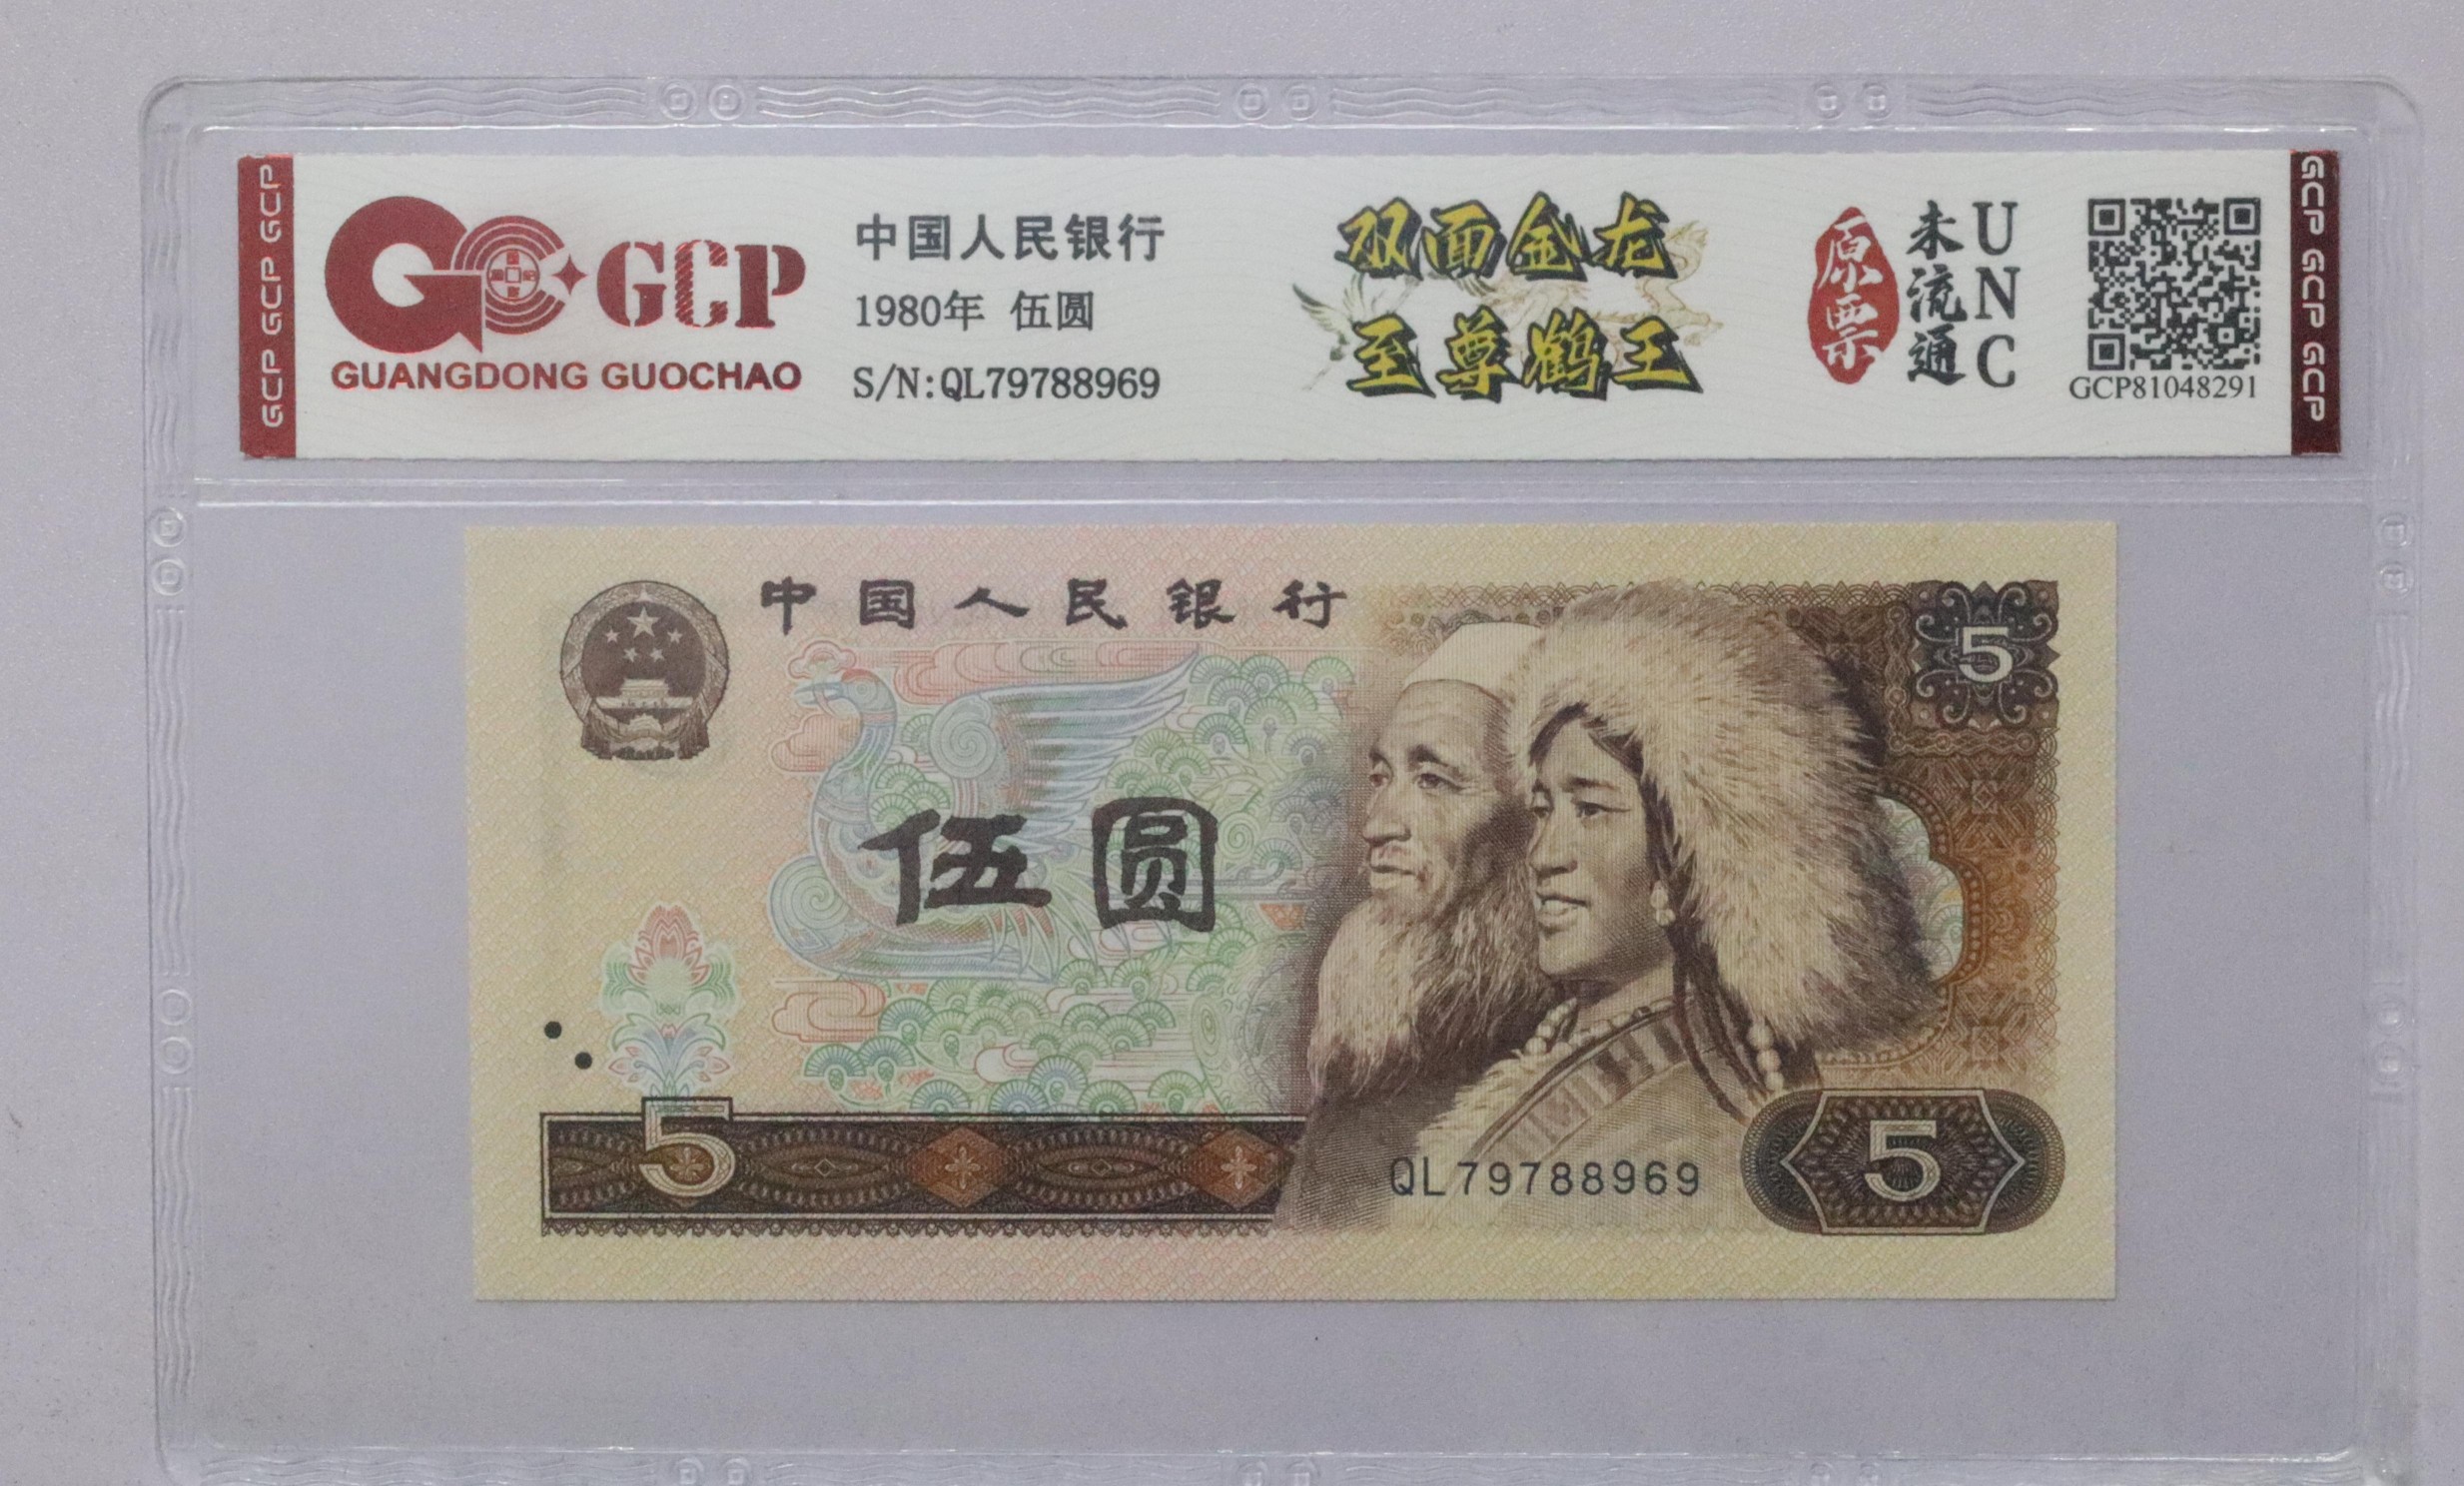 GCP GCP GCP
GCP
GUANGDONG GUOCHAO
中国人民银行
1980年 伍圆
S/N:QL79788969
双面金龙
至尊鹤王
原票
未流通
UNC
GCP81048291
GCP GCP GCP
中国人民银行
5
伍圆
5
QL79788969
5